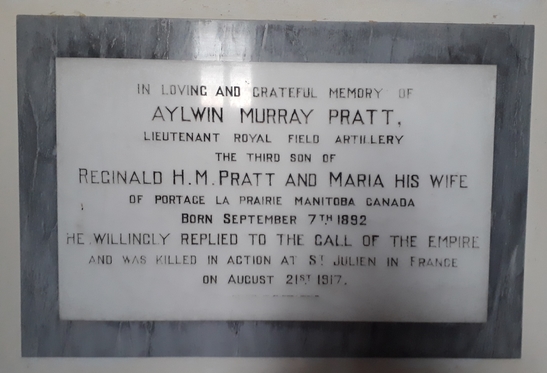 IN LOVING AND GRATEFUL MEMORY OF
AYLWIN MURRAY PRATT,
LIEUTENANT ROYAL FIELD ARTILLERY
THE THIRD SON OF
REGINALD H.M. PRATT AND MARIA HIS WIFE
OF PORTAGE LA PRAIRIE MANITOBA CANADA
BORN SEPTEMBER 7TH 1892
HE WILLINGLY REPLIED TO THE CALL OF THE EMPIRE
AND WAS KILLED IN ACTION AT ST JULIEN IN FRANCE
ON AUGUST 21ST 1917.